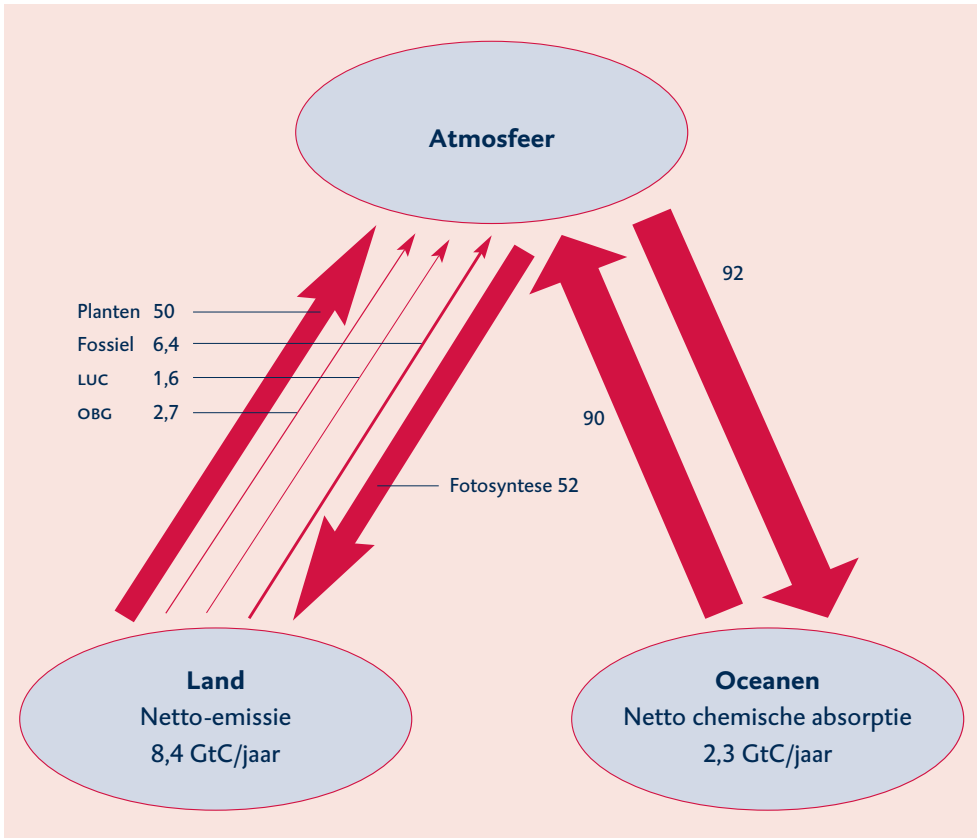 Atmosfeer
92
Planten 50
Fossiel 6,4
LUC 1,6
OBG 2,7
90
Fotosyntese 52
Land
Netto-emissie
8,4 GtC/jaar
Oceanen
Netto chemische absorptie
2,3 GtC/jaar